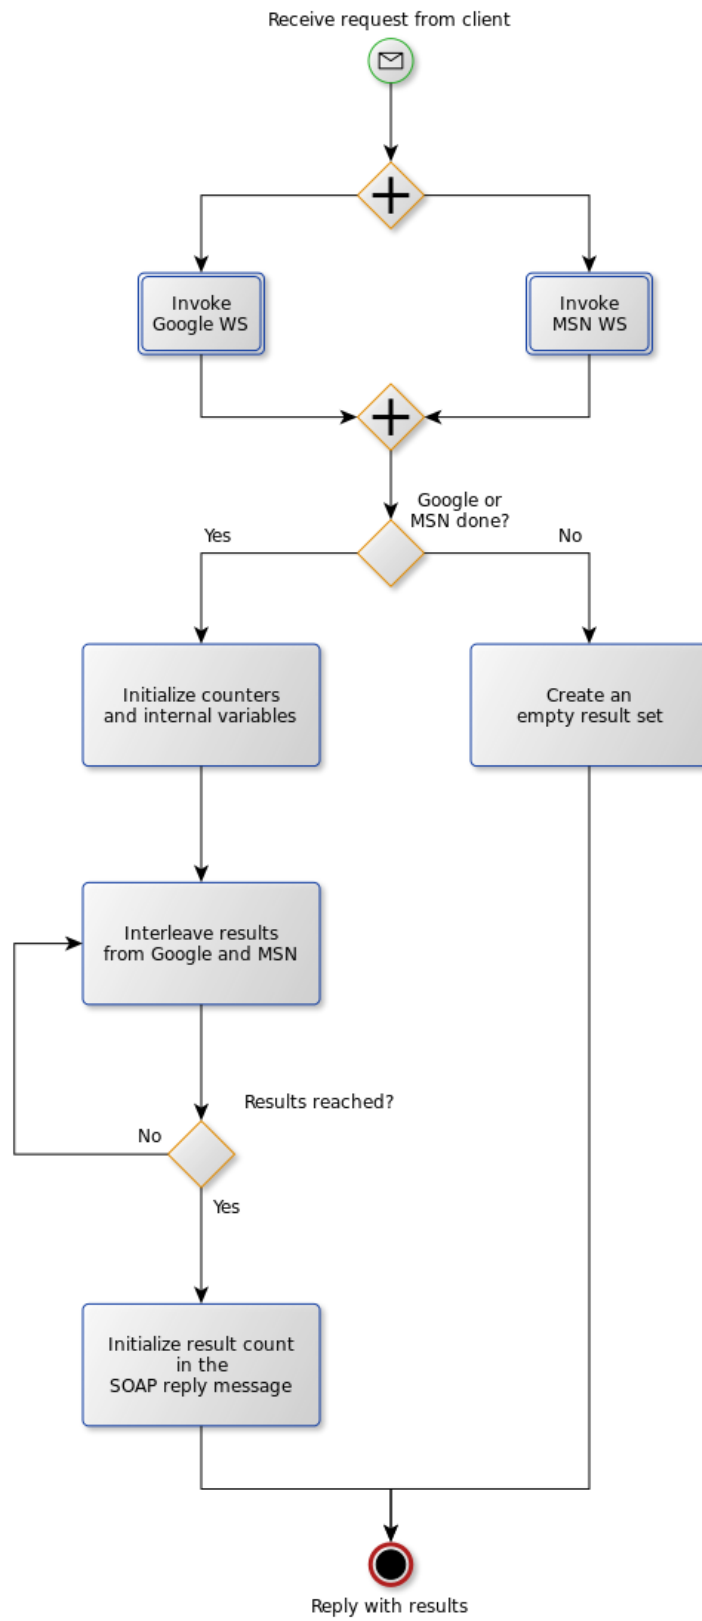 Receive request from client
Invoke
Google WS
Invoke
MSN WS
Google or
MSN done?
Yes
No
Initialize counters
and internal variables
Create an
empty result set
Interleave results
from Google and MSN
Results reached?
No
Yes
Initialize result count
in the
SOAP reply message
Reply with results